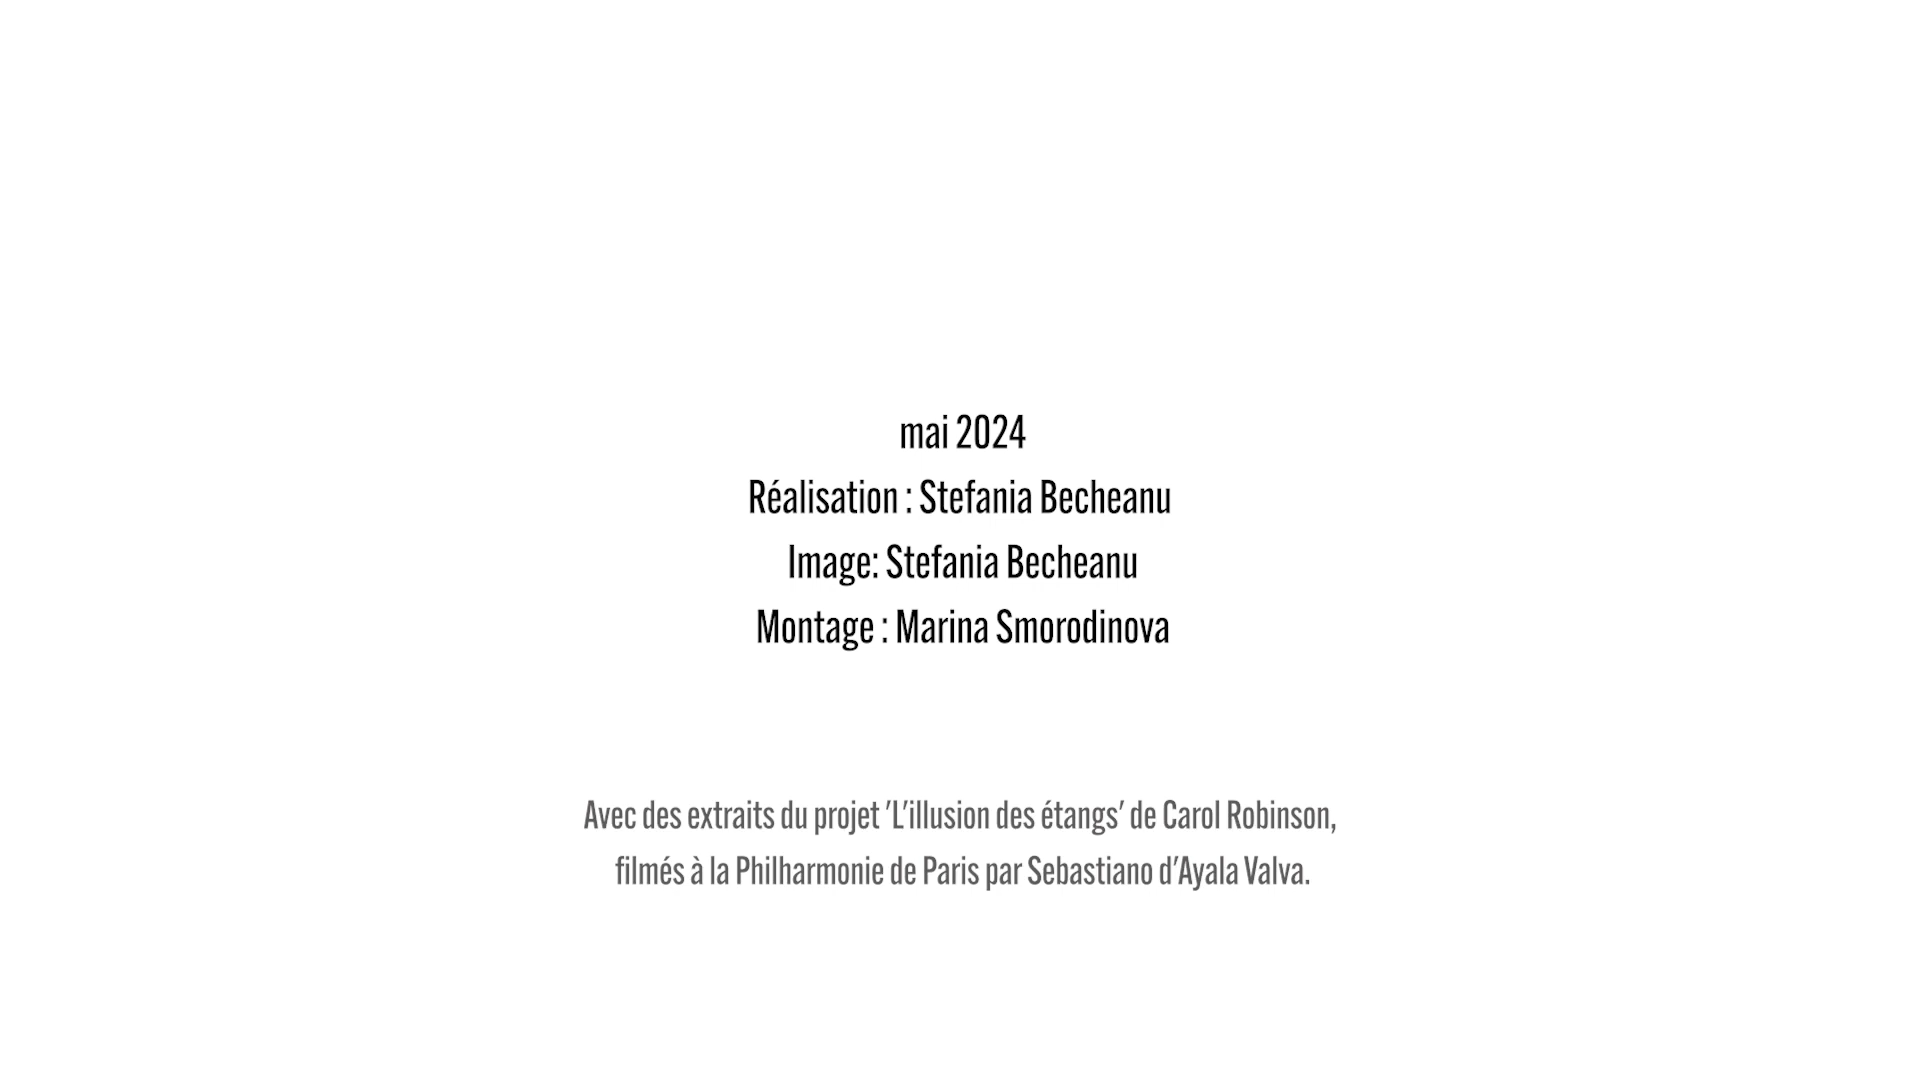 mai 2024
Réalisation : Stefania Becheanu
Image: Stefania Becheanu
Montage : Marina Smorodinova
Avec des extraits du projet 'L'illusion des étangs' de Carol Robinson,
filmés à la Philharmonie de Paris par Sebastiano d'Ayala Valva.